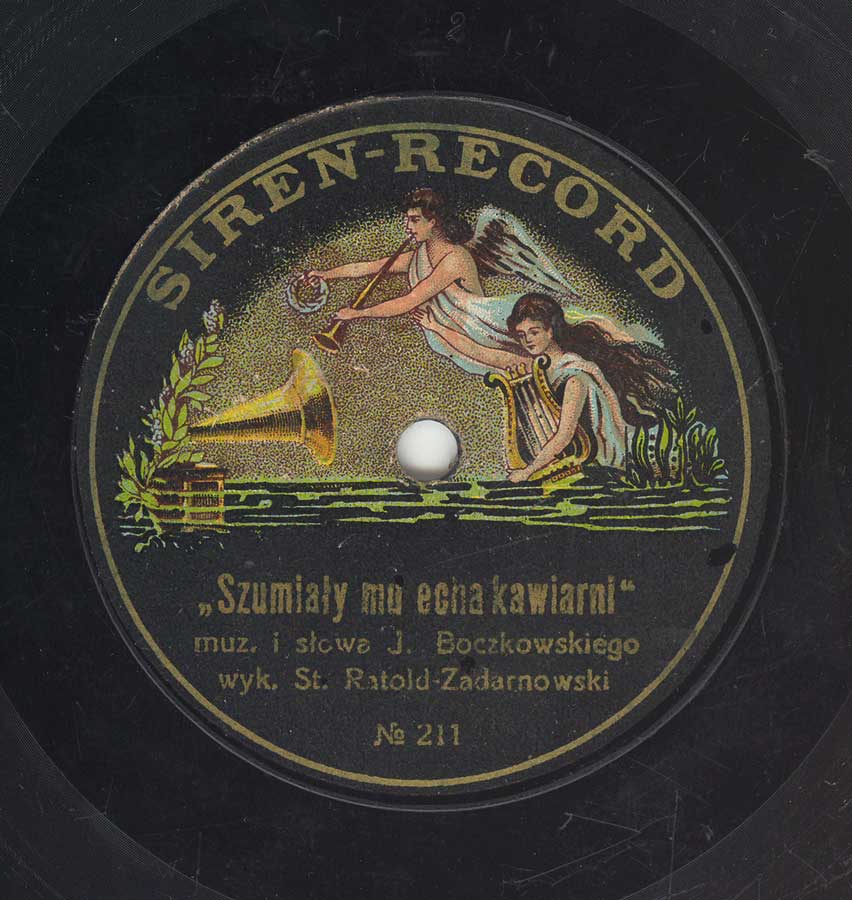 SIREN-RECORD
„Szumiały mu echa kawiarni“
muz. i słowa J. Boczkowskiego
wyk. St. Ratold-Zadarnowski
№ 211